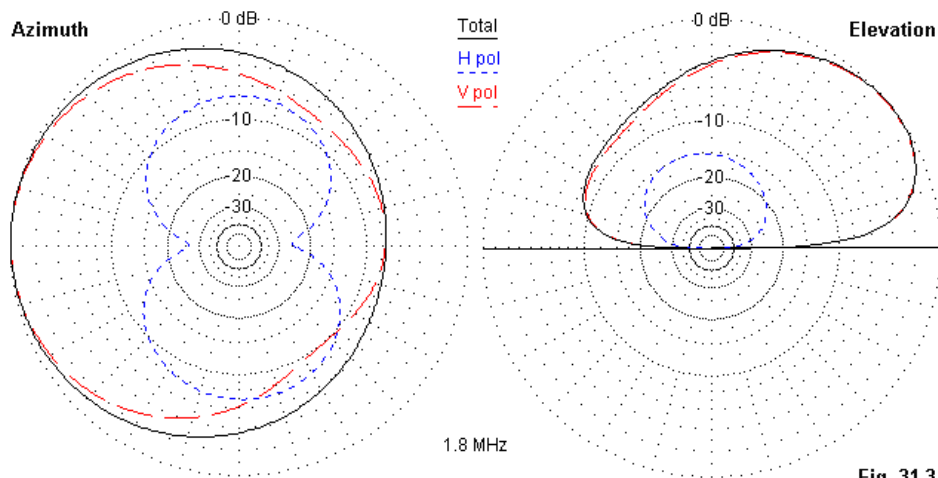 Azimuth
0 dB
-10
-20
-30
Total
H pol
V pol
0 dB
Elevation
-10
-20
-30
1.8 MHz
Fig. 31.3